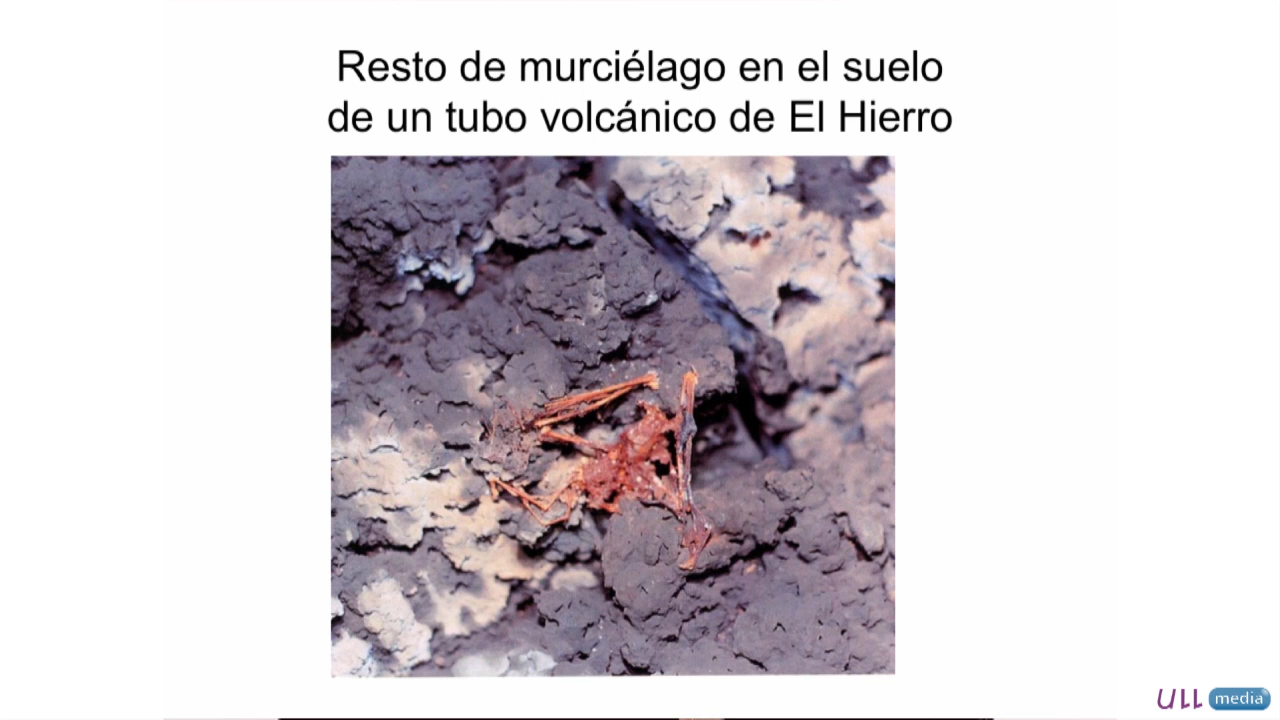 Resto de murciélago en el suelo
de un tubo volcánico de El Hierro
ULL media